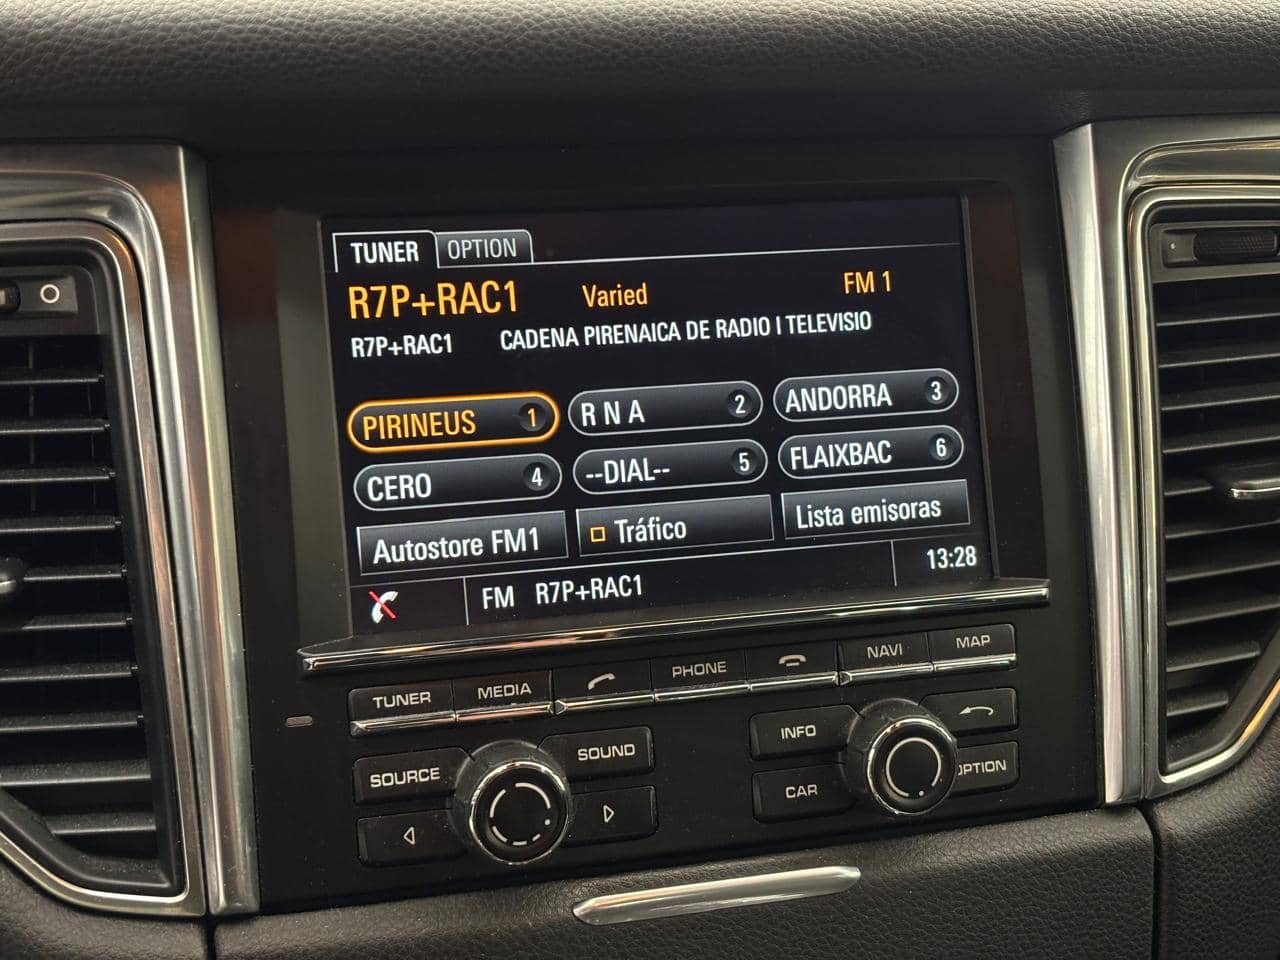 TUNER OPTION
R7P+RAC1 Varied FM 1
R7P+RAC1 CADENA PIRENAICA DE RADIO I TELEVISIO
PIRINEUS 1 R N A 2 ANDORRA 3
CERO 4 --DIAL-- 5 FLAIXBAC 6
Autostore FM1 Tráfico Lista emisoras
FM R7P+RAC1 13:28
TUNER MEDIA PHONE NAVI MAP
SOURCE SOUND INFO
CAR OPTION